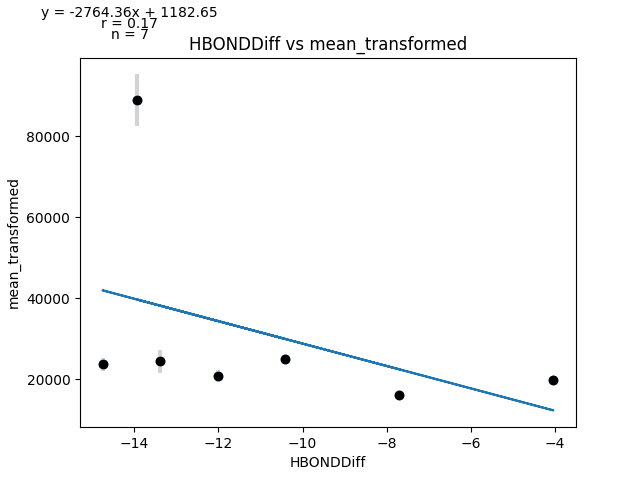 y = -2764.36x + 1182.65
r = 0.17
n = 7
HBONDDiff vs mean_transformed
80000
60000
40000
20000
mean_transformed
−14
−12
−10
−8
−6
−4
HBONDDiff